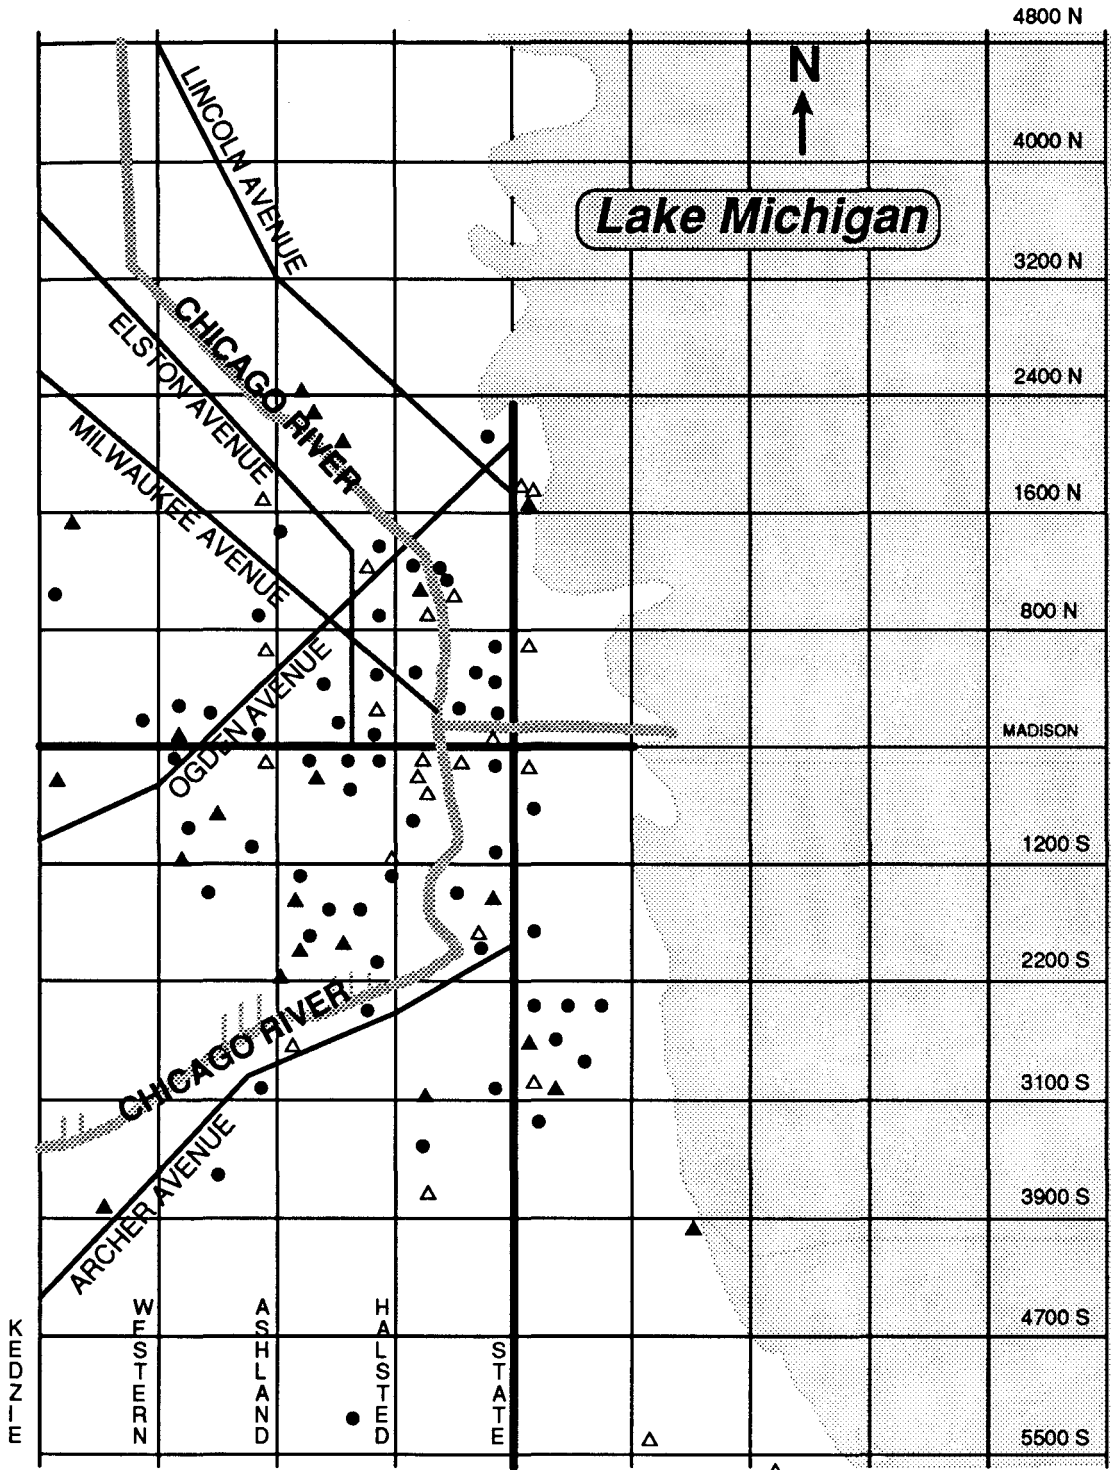 4800 N
N
LINCOLN AVENUE
4000 N
Lake Michigan
3200 N
CHICAGO RIVER
ELSTON AVENUE
2400 N
MILWAUKEE AVENUE
1600 N
800 N
OGDEN AVENUE
MADISON
1200 S
2200 S
CHICAGO RIVER
3100 S
ARCHER AVENUE
3900 S
4700 S
KEDZIE
WESTERN
ASHLAND
HALSTED
STATE
5500 S